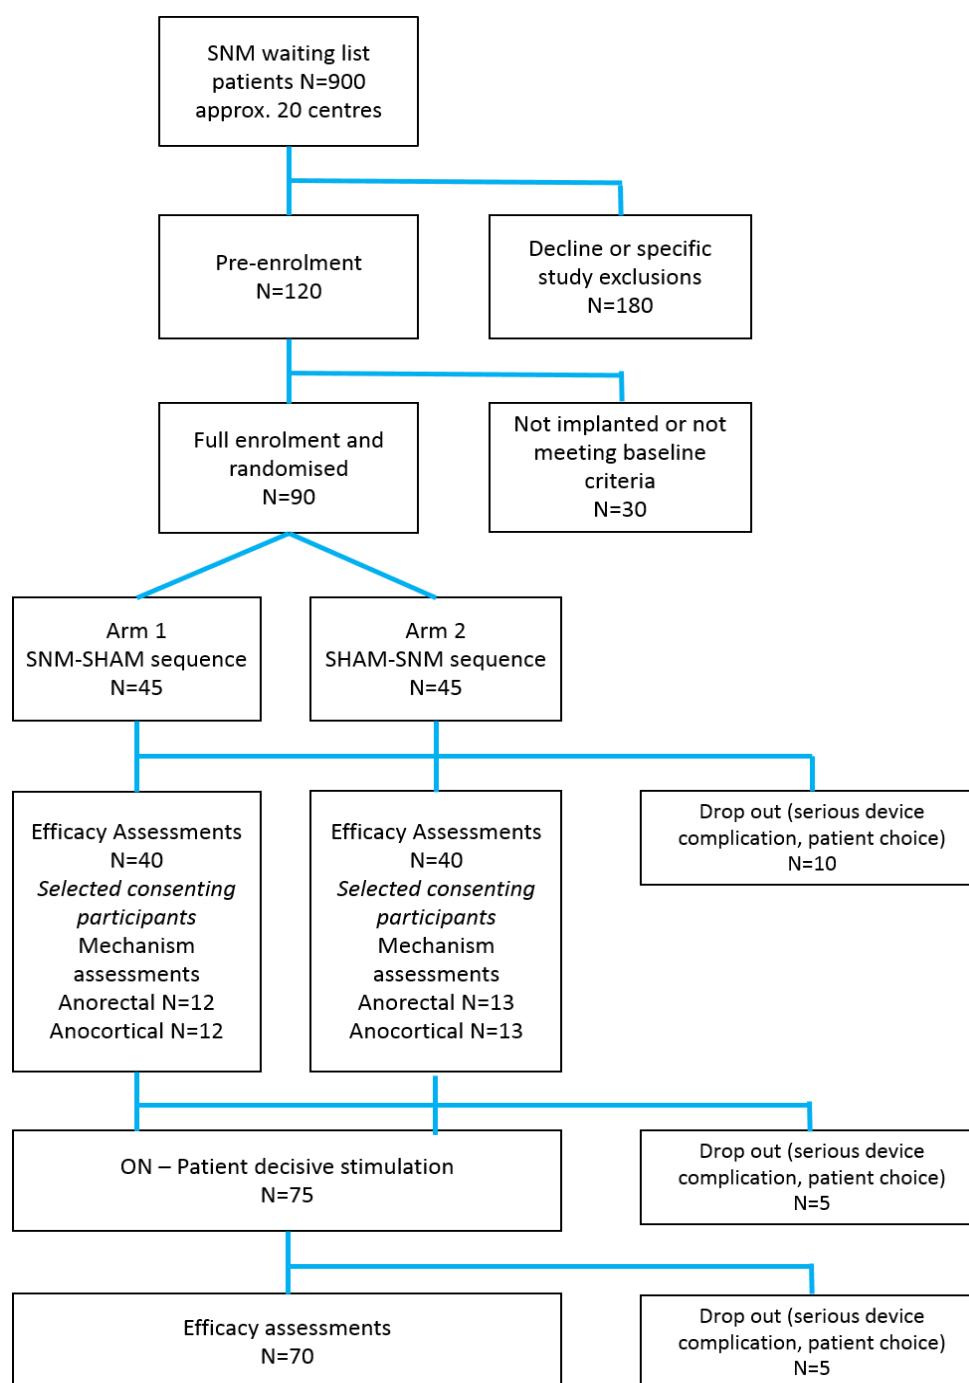 SNM waiting list
patients N=900
approx. 20 centres
Pre-enrolment
N=120
Decline or specific
study exclusions
N=180
Full enrolment and
randomised
N=90
Not implanted or not
meeting baseline
criteria
N=30
Arm 1
SNM-SHAM sequence
N=45
Arm 2
SHAM-SNM sequence
N=45
Efficacy Assessments
N=40
Selected consenting
participants
Mechanism
assessments
Anorectal N=12
Anocortical N=12
Efficacy Assessments
N=40
Selected consenting
participants
Mechanism
assessments
Anorectal N=13
Anocortical N=13
Drop out (serious device
complication, patient choice)
N=10
ON – Patient decisive stimulation
N=75
Drop out (serious device
complication, patient choice)
N=5
Efficacy assessments
N=70
Drop out (serious device
complication, patient choice)
N=5